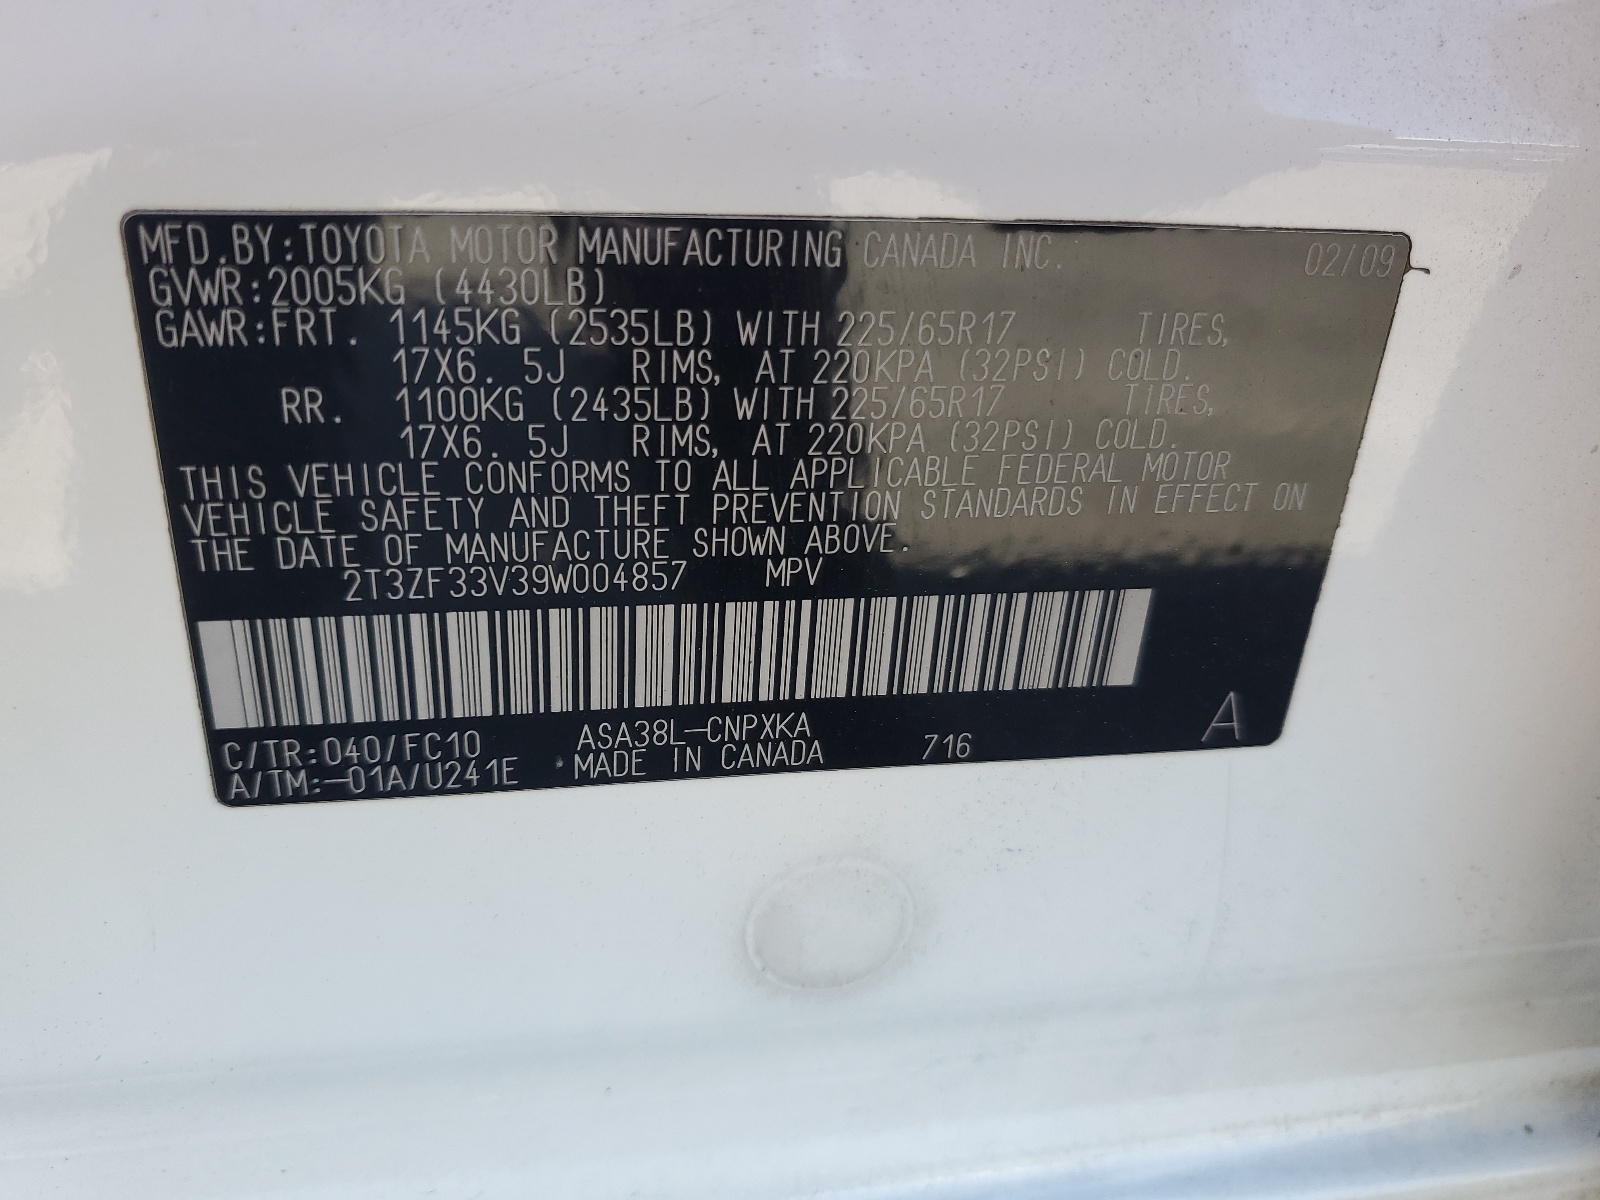 MFD.BY:TOYOTA MOTOR MANUFACTURING CANADA INC. 02/09
GVWR:2005KG (4430LB)
GAWR:FRT. 1145KG (2535LB) WITH 225/65R17 TIRES,
17X6. 5J RIMS, AT 220KPA (32PSI) COLD.
RR. 1100KG (2435LB) WITH 225/65R17 TIRES,
17X6. 5J RIMS, AT 220KPA (32PSI) COLD.
THIS VEHICLE CONFORMS TO ALL APPLICABLE FEDERAL MOTOR
VEHICLE SAFETY AND THEFT PREVENTION STANDARDS IN EFFECT ON
THE DATE OF MANUFACTURE SHOWN ABOVE.
2T3ZF33V39W004857 MPV
ASA38L-CNPXKA A
C/TR:040/FC10 716
A/TM:-01A/U241E MADE IN CANADA